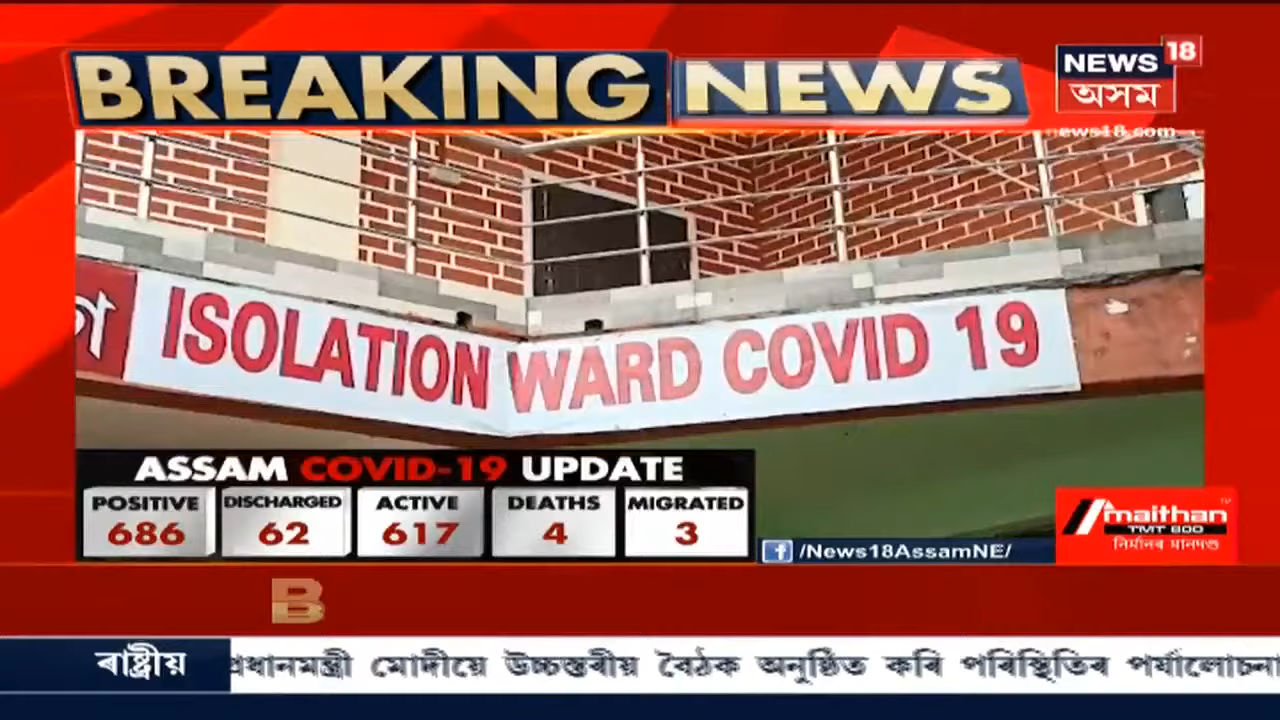 BREAKING NEWS
NEWS 18
অসম
news18.com
ISOLATION WARD COVID 19
ASSAM COVID-19 UPDATE
POSITIVE DISCHARGED ACTIVE DEATHS MIGRATED
686 62 617 4 3
/News18AssamNE/
maithan
TMT 800
নিৰ্মানৰ মানদণ্ড
B
ৰাষ্ট্ৰীয়
প্ৰধানমন্ত্ৰী মোদীয়ে উচ্চস্তৰীয় বৈঠক অনুষ্ঠিত কৰি পৰিস্থিতিৰ পৰ্যালোচনা